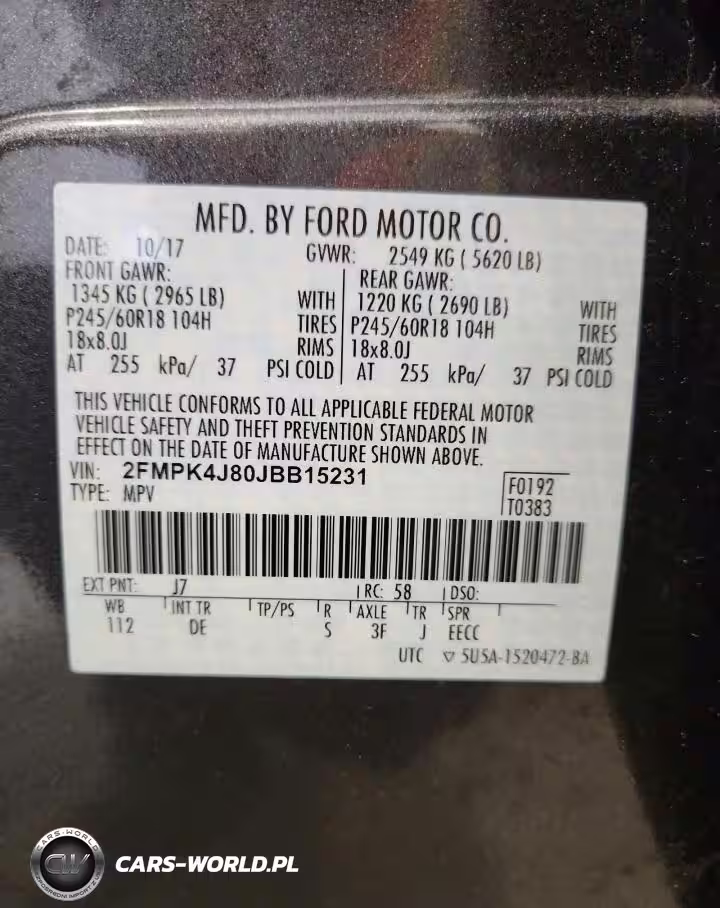 MFD. BY FORD MOTOR CO.
DATE: 10/17 GVWR: 2549 KG ( 5620 LB)
FRONT GAWR: REAR GAWR:
1345 KG ( 2965 LB) WITH 1220 KG ( 2690 LB) WITH
P245/60R18 104H TIRES P245/60R18 104H TIRES
18x8.0J RIMS 18x8.0J RIMS
AT 255 kPa/ 37 PSI COLD AT 255 kPa/ 37 PSI COLD
THIS VEHICLE CONFORMS TO ALL APPLICABLE FEDERAL MOTOR
VEHICLE SAFETY AND THEFT PREVENTION STANDARDS IN
EFFECT ON THE DATE OF MANUFACTURE SHOWN ABOVE.
VIN: 2FMPK4J80JBB15231 F0192
TYPE: MPV T0383
EXT PNT: J7 RC: 58 DSO:
WB INT TR TP/PS R AXLE TR SPR
112 DE S 3F J EECC
UTC ▽ 5U5A-1520472-BA
CARS-WORLD.PL
CARS-WORLD.PL